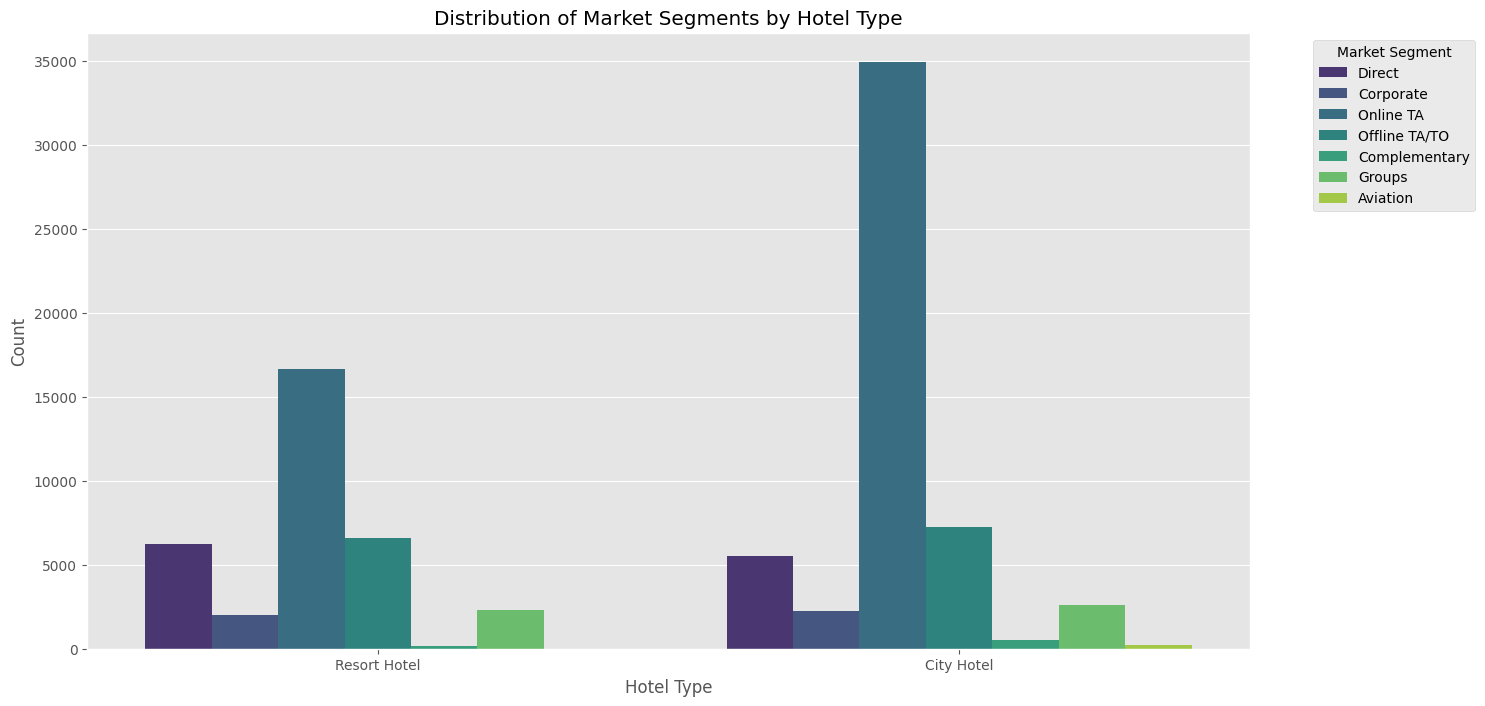 Distribution of Market Segments by Hotel Type
Market Segment
Direct
Corporate
Online TA
Offline TA/TO
Complementary
Groups
Aviation
Count
35000
30000
25000
20000
15000
10000
5000
0
Resort Hotel
City Hotel
Hotel Type